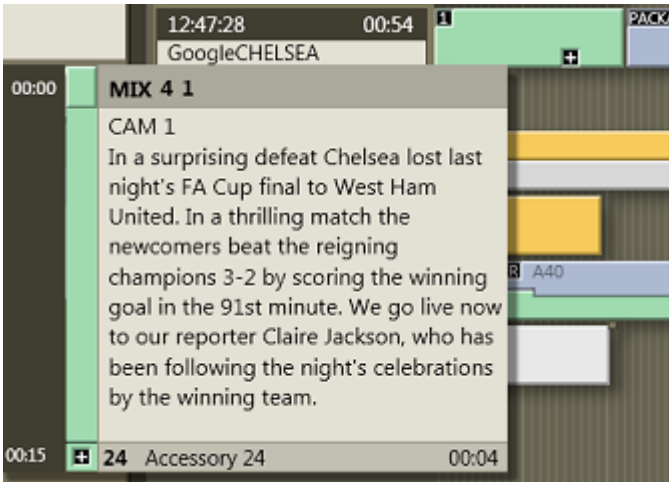 12:47:28 00:54
1
GoogleCHELSEA
00:00 MIX 4 1
CAM 1
In a surprising defeat Chelsea lost last
night's FA Cup final to West Ham
United. In a thrilling match the
newcomers beat the reigning
champions 3-2 by scoring the winning
goal in the 91st minute. We go live now
to our reporter Claire Jackson, who has
been following the night's celebrations
by the winning team.
R A40
00:15 24 Accessory 24 00:04